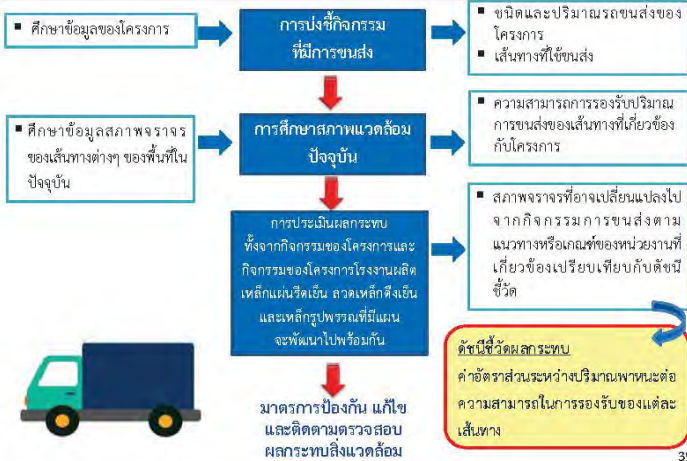 ▪ ศึกษาข้อมูลของโครงการ
การบ่งชี้กิจกรรม
ที่มีการขนส่ง
▪ ชนิดและปริมาณรถขนส่งของ
โครงการ
▪ เส้นทางที่ใช้ขนส่ง
▪ ศึกษาข้อมูลสภาพจราจร
ของเส้นทางต่างๆ ของพื้นที่ใน
ปัจจุบัน
การศึกษาสภาพแวดล้อม
ปัจจุบัน
▪ ความสามารถการรองรับปริมาณ
การขนส่งของเส้นทางที่เกี่ยวข้อง
กับโครงการ
การประเมินผลกระทบ
ทั้งจากกิจกรรมของโครงการและ
กิจกรรมของโครงการโรงงานผลิต
เหล็กแผ่นรีดเย็น ลวดเหล็กดึงเย็น
และเหล็กรูปพรรณที่มีแผน
จะพัฒนาไปพร้อมกัน
▪ สภาพจราจรที่อาจเปลี่ยนแปลงไป
จากกิจกรรมการขนส่งตาม
แนวทางหรือเกณฑ์ของหน่วยงานที่
เกี่ยวข้องเปรียบเทียบกับดัชนี
ชี้วัด
ดัชนีชี้วัดผลกระทบ
ค่าอัตราส่วนระหว่างปริมาณพาหนะต่อ
ความสามารถในการรองรับของแต่ละ
เส้นทาง
มาตรการป้องกัน แก้ไข
และติดตามตรวจสอบ
ผลกระทบสิ่งแวดล้อม